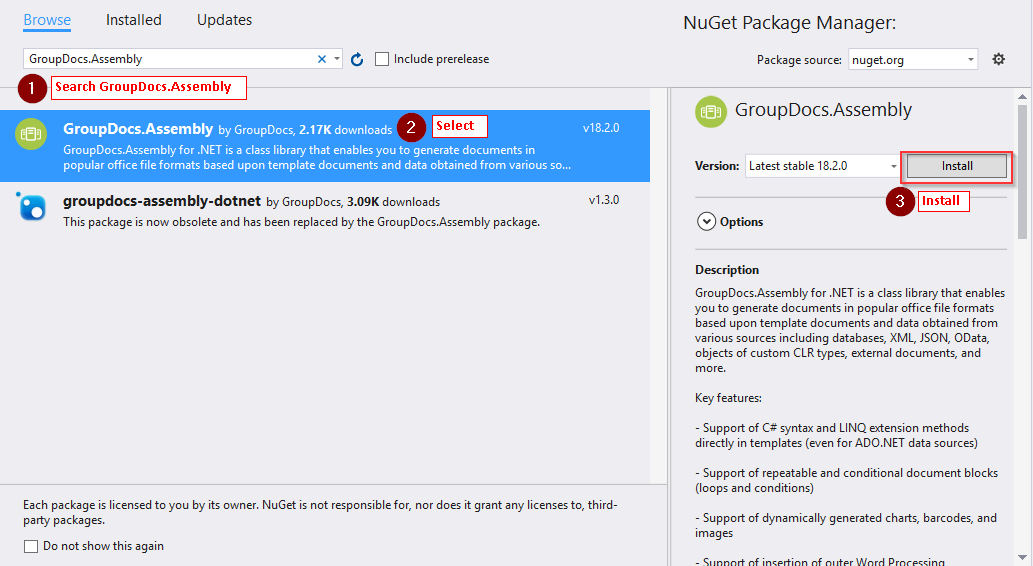 Browse Installed Updates
NuGet Package Manager:
GroupDocs.Assembly
Include prerelease
Package source: nuget.org
1 Search GroupDocs.Assembly
GroupDocs.Assembly by GroupDocs, 2.17K downloads
2 Select
v18.2.0
GroupDocs.Assembly for .NET is a class library that enables you to generate documents in
popular office file formats based upon template documents and data obtained from various so...
groupdocs-assembly-dotnet by GroupDocs, 3.09K downloads
v1.3.0
This package is now obsolete and has been replaced by the GroupDocs.Assembly package.
Each package is licensed to you by its owner. NuGet is not responsible for, nor does it grant any licenses to, third-
party packages.
Do not show this again
GroupDocs.Assembly
Version: Latest stable 18.2.0
Install
3 Install
Options
Description
GroupDocs.Assembly for .NET is a class library that enables
you to generate documents in popular office file formats
based upon template documents and data obtained from
various sources including databases, XML, JSON, OData,
objects of custom CLR types, external documents, and
more.
Key features:
- Support of C# syntax and LINQ extension methods
directly in templates (even for ADO.NET data sources)
- Support of repeatable and conditional document blocks
(loops and conditions)
- Support of dynamically generated charts, barcodes, and
images
- Support of insertion of outer Word Processing